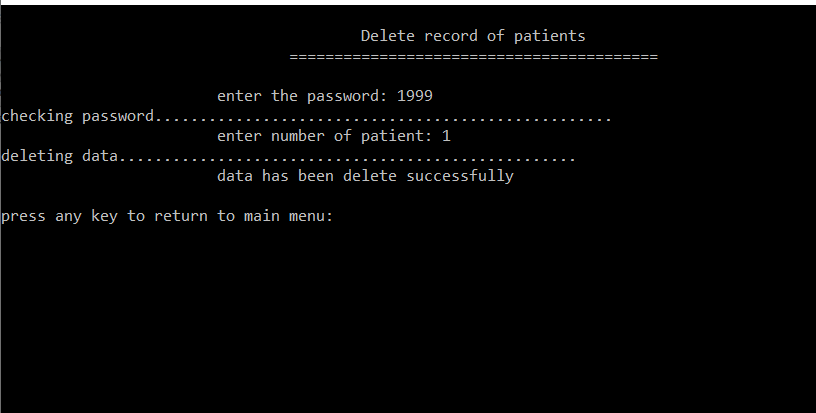 Delete record of patients
=========================================
enter the password: 1999
checking password...................................................
enter number of patient: 1
deleting data...................................................
data has been delete successfully
press any key to return to main menu: